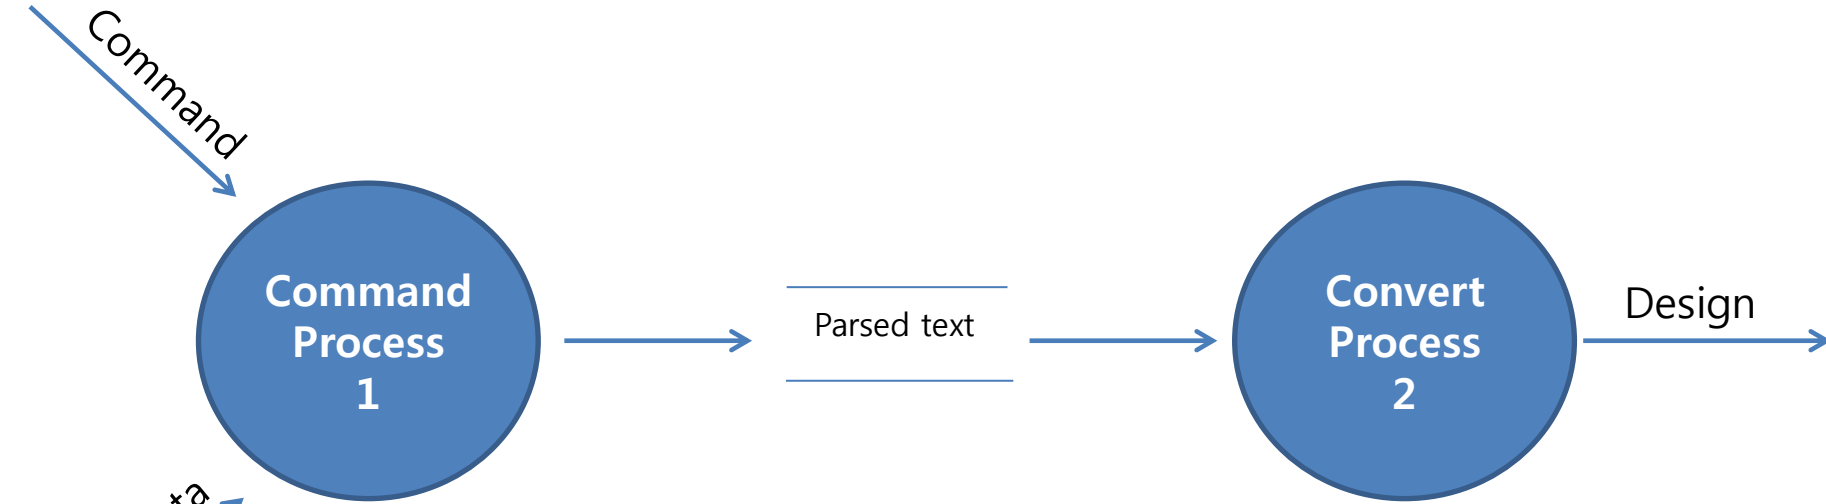 Command
Command
Process
1
Parsed text
Convert
Process
2
Design